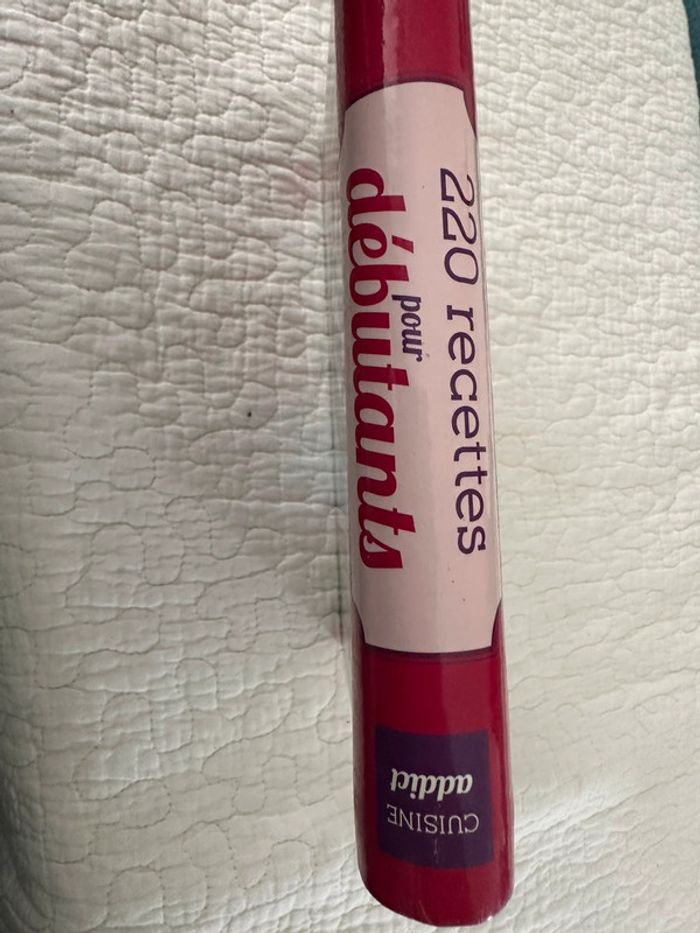 220 recettes
pour
débutants
CUISINE
addict